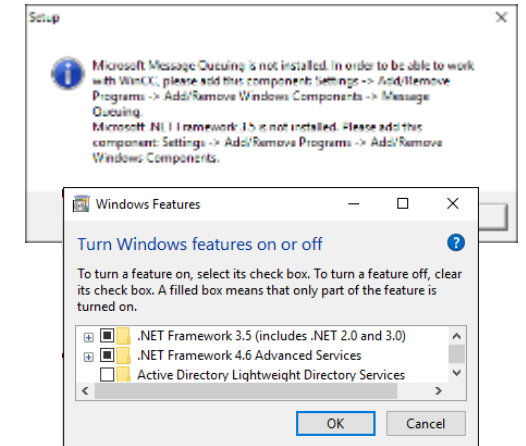 Setup
Microsoft Message Queuing is not installed. In order to be able to work
with WinCC, please add this component: Settings -> Add/Remove
Programs -> Add/Remove Windows Components -> Message
Queuing.
Microsoft .NET Framework 3.5 is not installed. Please add this
component: Settings -> Add/Remove Programs -> Add/Remove
Windows Components.
Windows Features
Turn Windows features on or off
To turn a feature on, select its check box. To turn a feature off, clear
its check box. A filled box means that only part of the feature is
turned on.
.NET Framework 3.5 (includes .NET 2.0 and 3.0)
.NET Framework 4.6 Advanced Services
Active Directory Lightweight Directory Services
OK
Cancel